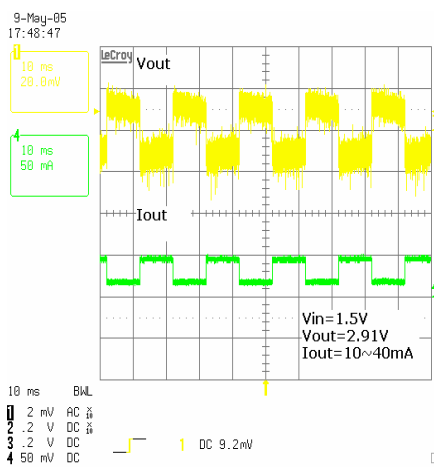 9-May-05
17:48:47
1
10 ms
20.0mV
4
10 ms
50 mA
LeCroy
Vout
Iout
Vin=1.5V
Vout=2.91V
Iout=10~40mA
10 ms BWL
1 2 mV AC X10
2 .2 V DC X10
3 .2 V DC
4 50 mV DC
1 DC 9.2mV